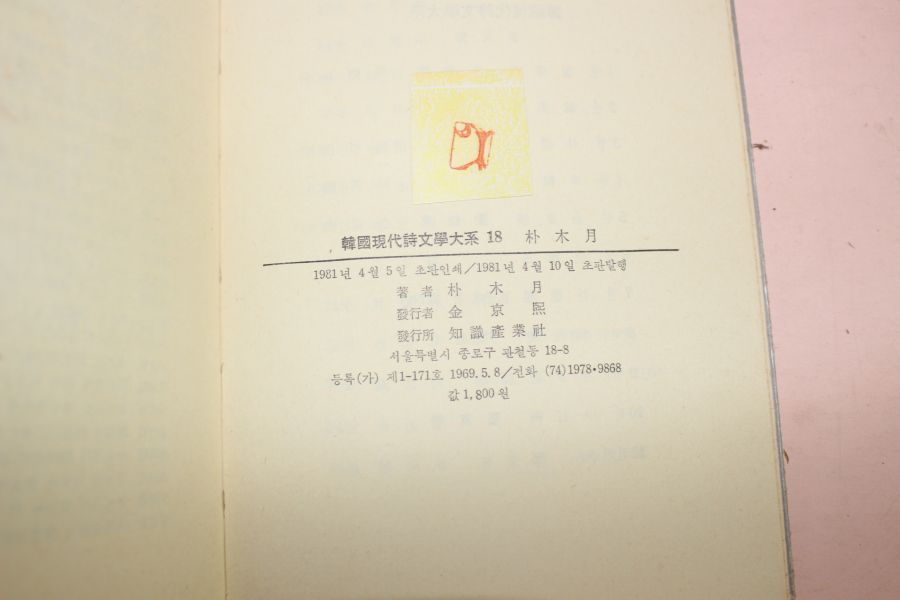 韓國現代詩文學大系 18 朴木月
1981년 4월 5일 초판인쇄/1981년 4월 10일 초판발행
著者 朴木月
發行者 金京熙
發行所 知識產業社
서울특별시 종로구 관철동 18-8
등록(가) 제1-171호 1969.5.8/전화 (74)1978•9868
값 1,800원